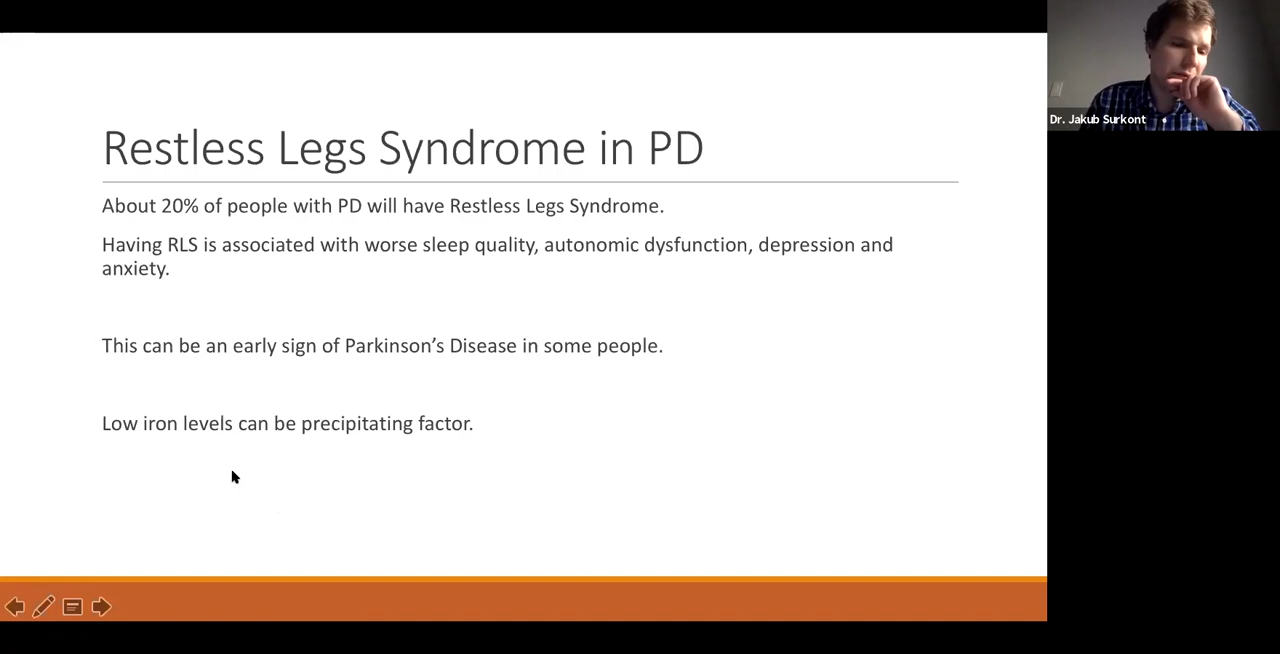 Restless Legs Syndrome in PD
About 20% of people with PD will have Restless Legs Syndrome.
Having RLS is associated with worse sleep quality, autonomic dysfunction, depression and
anxiety.
This can be an early sign of Parkinson’s Disease in some people.
Low iron levels can be precipitating factor.
Dr. Jakub Surkont